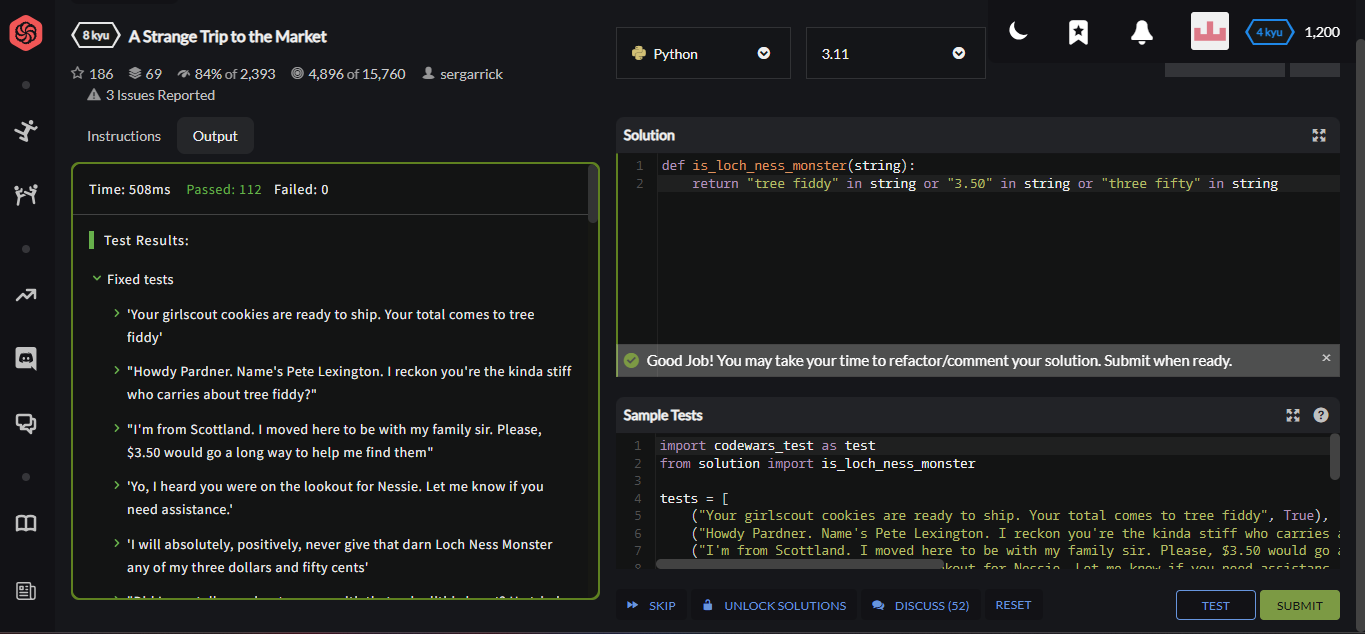 8 kyu A Strange Trip to the Market
186 69 84% of 2,393 4,896 of 15,760 sergarrick
3 Issues Reported
Instructions Output
Time: 508ms Passed: 112 Failed: 0
Test Results:
Fixed tests
'Your girlscout cookies are ready to ship. Your total comes to tree
fiddy'
"Howdy Pardner. Name's Pete Lexington. I reckon you're the kinda stiff
who carries about tree fiddy?"
"I'm from Scottland. I moved here to be with my family sir. Please,
$3.50 would go a long way to help me find them"
'Yo, I heard you were on the lookout for Nessie. Let me know if you
need assistance.'
'I will absolutely, positively, never give that darn Loch Ness Monster
any of my three dollars and fifty cents'
Python 3.11
4 kyu 1,200
Solution
1 def is_loch_ness_monster(string):
2 return "tree fiddy" in string or "3.50" in string or "three fifty" in string
Good Job! You may take your time to refactor/comment your solution. Submit when ready. ×
Sample Tests ?
1 import codewars_test as test
2 from solution import is_loch_ness_monster
3
4 tests = [
5 ("Your girlscout cookies are ready to ship. Your total comes to tree fiddy", True),
6 ("Howdy Pardner. Name's Pete Lexington. I reckon you're the kinda stiff who carries a
7 ("I'm from Scottland. I moved here to be with my family sir. Please, $3.50 would go a
8 kout for Nessie. Let me know if you need assistanc
SKIP UNLOCK SOLUTIONS DISCUSS (52) RESET TEST SUBMIT